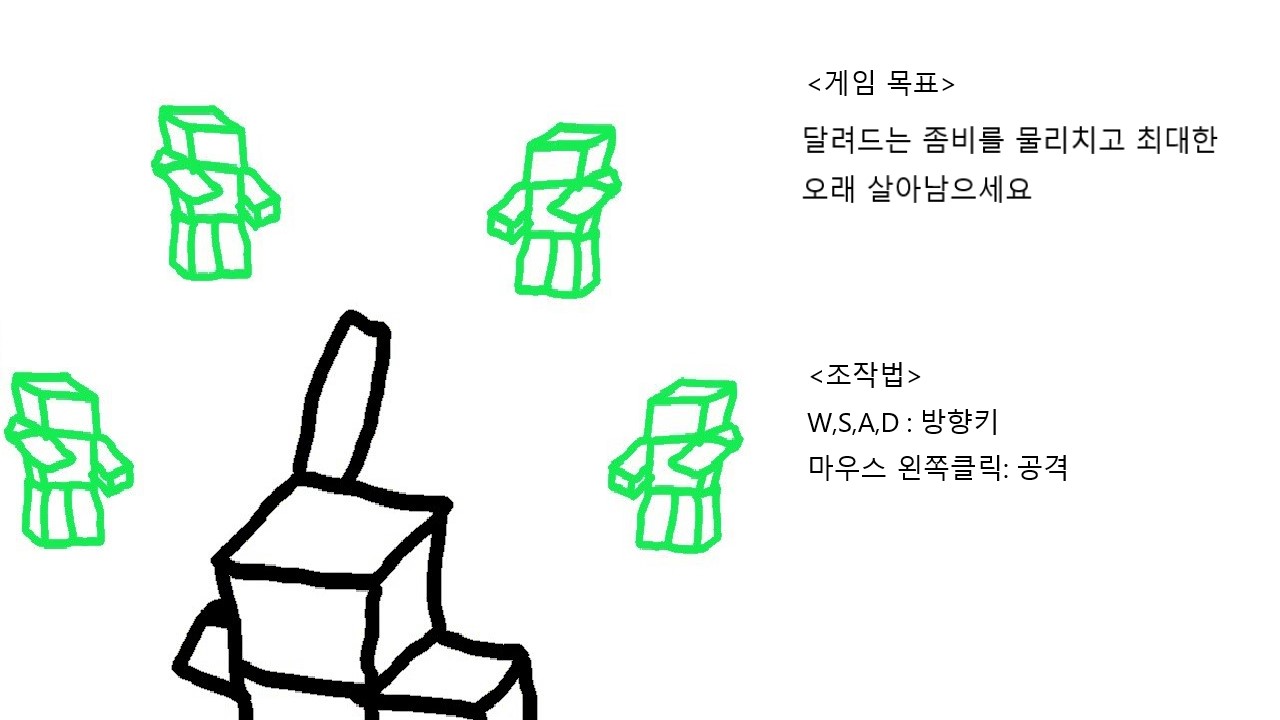 <게임 목표>
달려드는 좀비를 물리치고 최대한
오래 살아남으세요
<조작법>
W,S,A,D : 방향키
마우스 왼쪽클릭: 공격